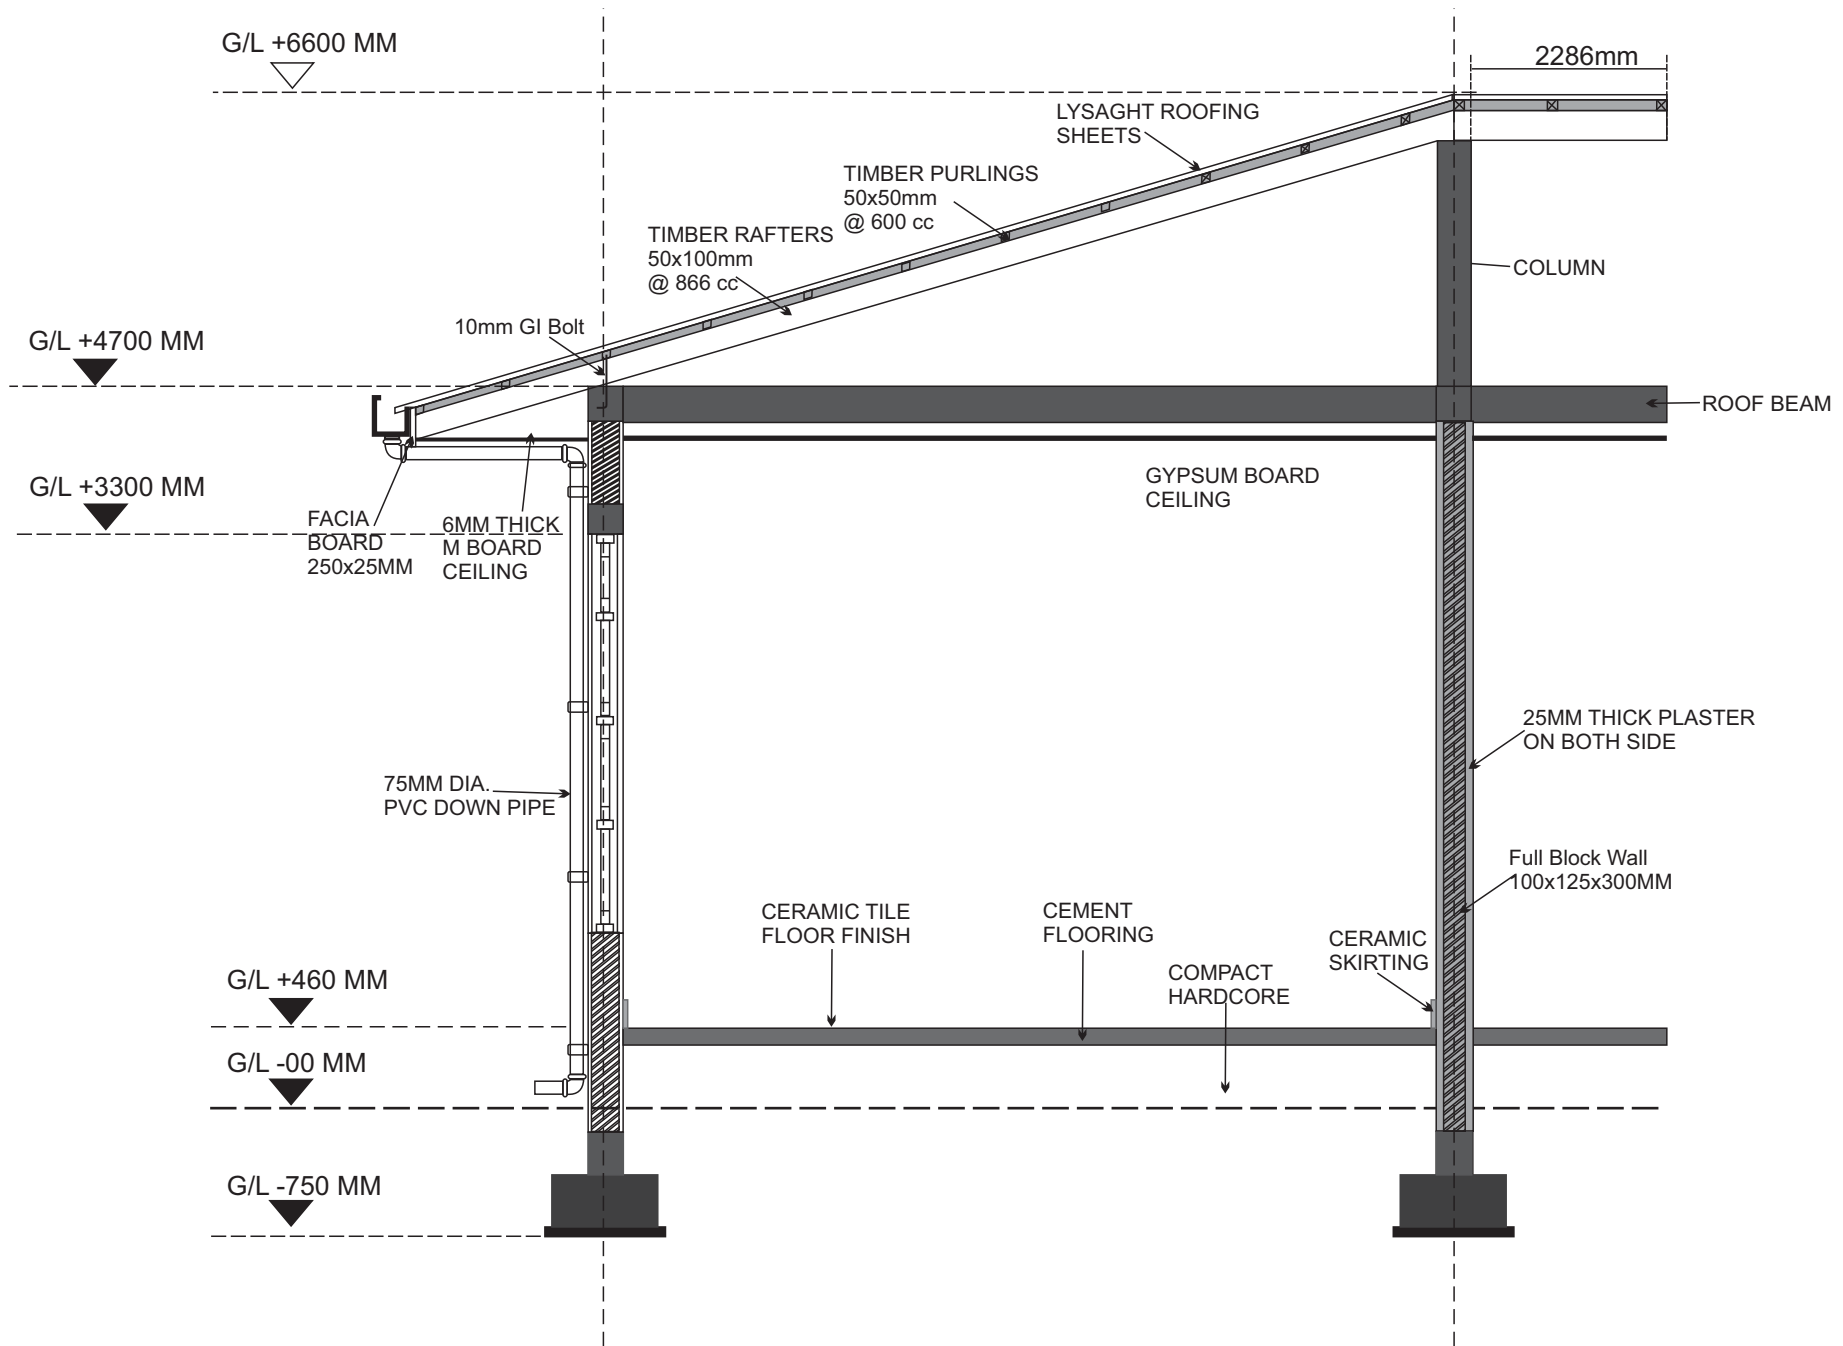 G/L +6600 MM
2286mm
LYSAGHT ROOFING
SHEETS
TIMBER PURLINGS
50x50mm
@ 600 cc
TIMBER RAFTERS
50x100mm
@ 866 cc
COLUMN
10mm GI Bolt
G/L +4700 MM
ROOF BEAM
GYPSUM BOARD
CEILING
G/L +3300 MM
FACIA
BOARD
250x25MM
6MM THICK
M BOARD
CEILING
25MM THICK PLASTER
ON BOTH SIDE
75MM DIA.
PVC DOWN PIPE
Full Block Wall
100x125x300MM
CERAMIC TILE
FLOOR FINISH
CEMENT
FLOORING
CERAMIC
SKIRTING
COMPACT
HARDCORE
G/L +460 MM
G/L -00 MM
G/L -750 MM